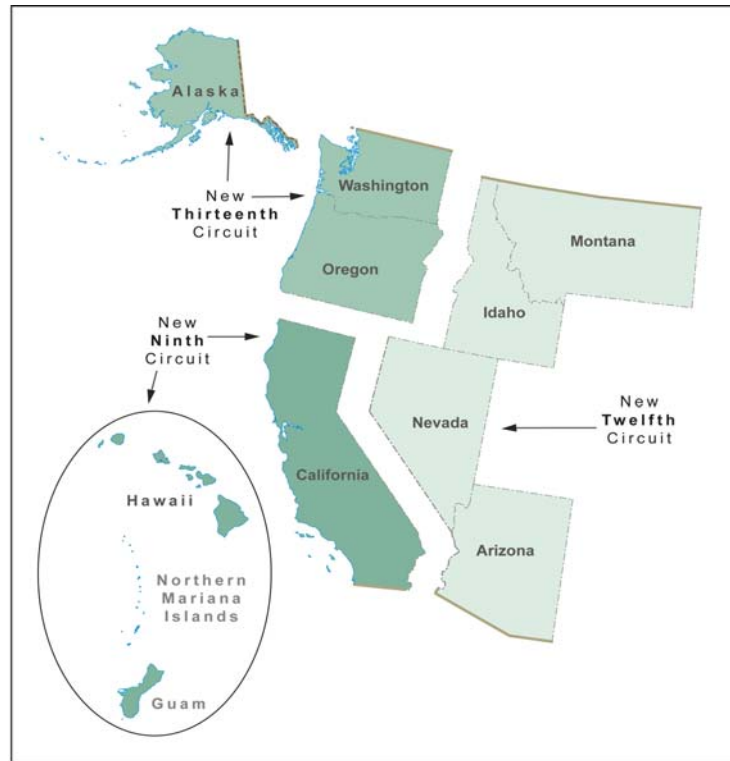 Alaska
New
Thirteenth
Circuit
Washington
Oregon
Montana
Idaho
New
Ninth
Circuit
Nevada
New
Twelfth
Circuit
California
Arizona
Hawaii
Northern
Mariana
Islands
Guam